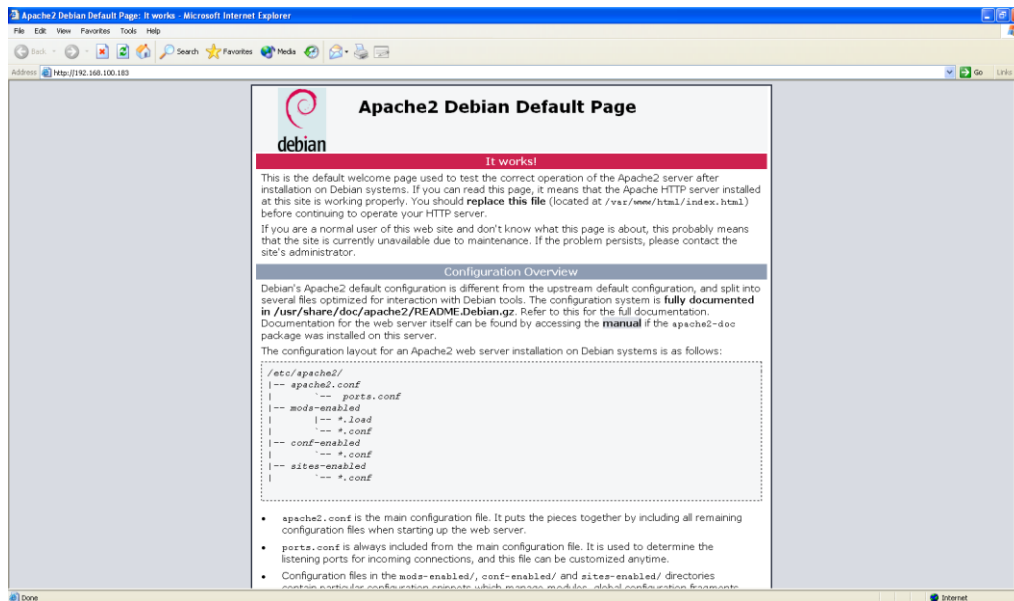 Apache2 Debian Default Page: It works - Microsoft Internet Explorer
File Edit View Favorites Tools Help
Back Search Favorites Media
Address http://192.168.100.183 Go Links
debian
Apache2 Debian Default Page
It works!
This is the default welcome page used to test the correct operation of the Apache2 server after
installation on Debian systems. If you can read this page, it means that the Apache HTTP server installed
at this site is working properly. You should replace this file (located at /var/www/html/index.html)
before continuing to operate your HTTP server.
If you are a normal user of this web site and don't know what this page is about, this probably means
that the site is currently unavailable due to maintenance. If the problem persists, please contact the
site's administrator.
Configuration Overview
Debian's Apache2 default configuration is different from the upstream default configuration, and split into
several files optimized for interaction with Debian tools. The configuration system is fully documented
in /usr/share/doc/apache2/README.Debian.gz. Refer to this for the full documentation.
Documentation for the web server itself can be found by accessing the manual if the apache2-doc
package was installed on this server.
The configuration layout for an Apache2 web server installation on Debian systems is as follows:
/etc/apache2/
|-- apache2.conf
|       `--  ports.conf
|-- mods-enabled
|       |-- *.load
|       `-- *.conf
|-- conf-enabled
|       `-- *.conf
|-- sites-enabled
|       `-- *.conf
• apache2.conf is the main configuration file. It puts the pieces together by including all remaining
configuration files when starting up the web server.
• ports.conf is always included from the main configuration file. It is used to determine the
listening ports for incoming connections, and this file can be customized anytime.
• Configuration files in the mods-enabled/, conf-enabled/ and sites-enabled/ directories
contain particular configuration snippets which manage modules, global configuration fragments,
Done Internet